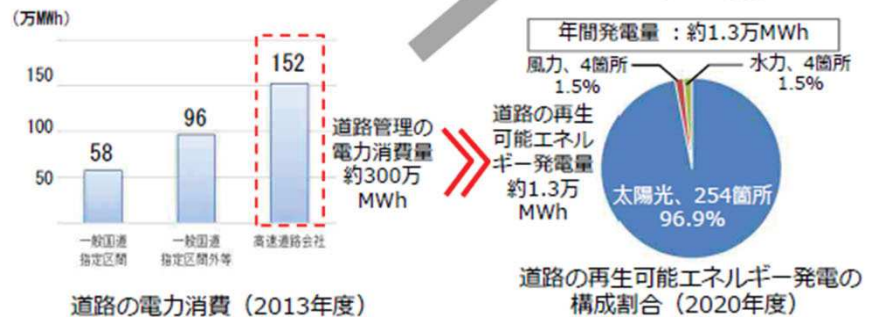 (万MWh)
150
100
50
58
96
152
一般国道
指定区間
一般国道
指定区間外等
高速道路会社
道路の電力消費（2013年度）
道路管理の
電力消費量
約300万
MWh
道路の再生
可能エネル
ギー発電量
約1.3万
MWh
年間発電量 ：約1.3万MWh
風力、4箇所
1.5%
水力、4箇所
1.5%
太陽光、254箇所
96.9%
道路の再生可能エネルギー発電の
構成割合（2020年度）